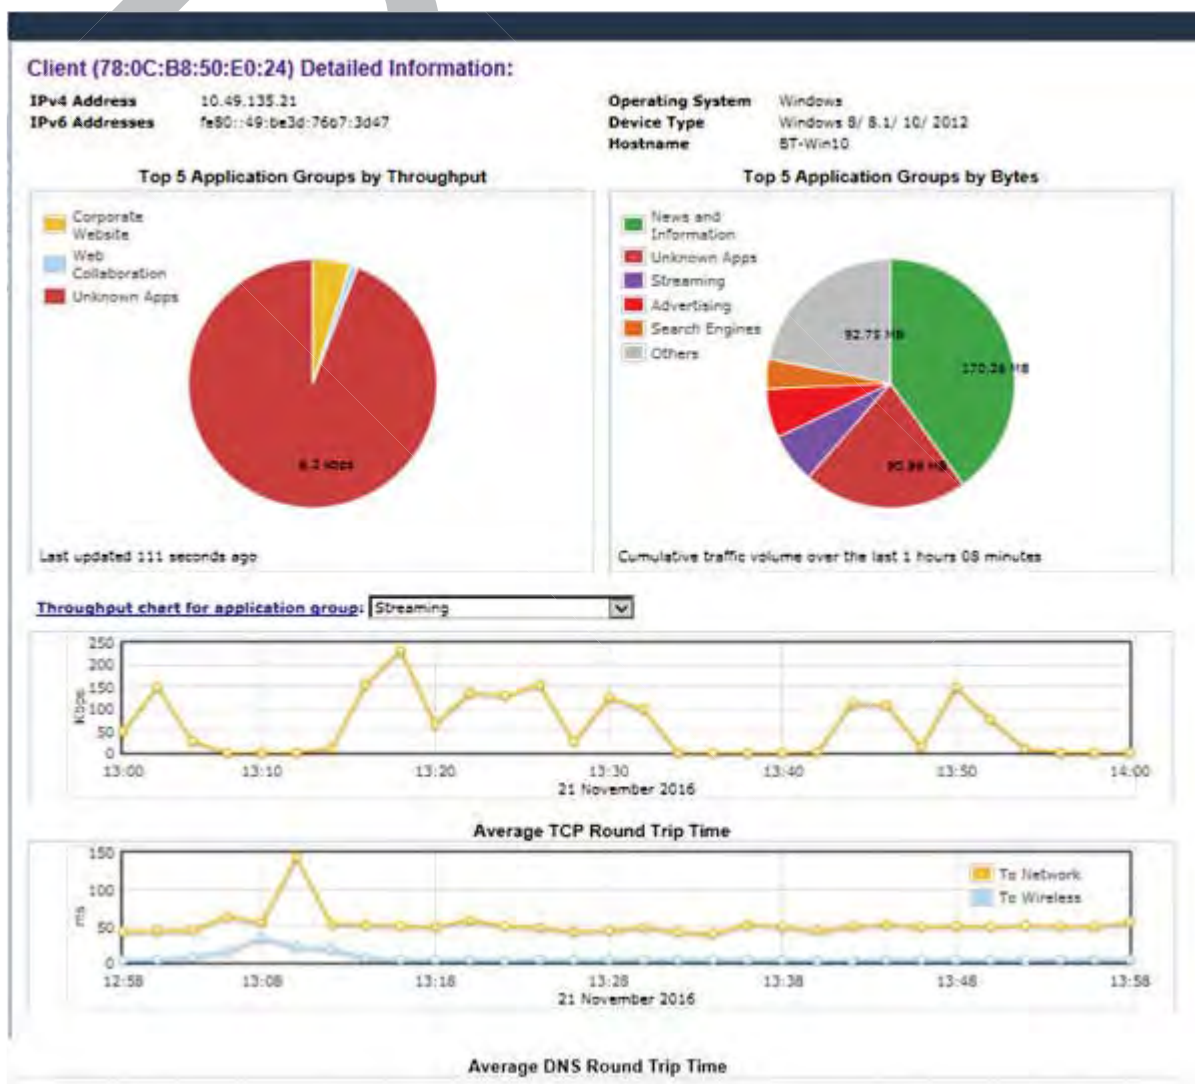 Client (78:0C:B8:50:E0:24) Detailed Information:
IPv4 Address 10.49.135.21
IPv6 Addresses fe80::49:be3d:76b7:3d47
Operating System Windows
Device Type Windows 8/ 8.1/ 10/ 2012
Hostname BT-Win10
Top 5 Application Groups by Throughput
Corporate
Website
Web
Collaboration
Unknown Apps
kbps
Last updated 111 seconds ago
Top 5 Application Groups by Bytes
News and
Information
Unknown Apps
Streaming
Advertising
Search Engines
Others
92.75 MB
170.26 MB
MB
Cumulative traffic volume over the last 1 hours 08 minutes
Throughput chart for application group: Streaming
250
200
150
100
50
0
Kbps
13:00 13:10 13:20 13:30 13:40 13:50 14:00
21 November 2016
Average TCP Round Trip Time
150
100
50
0
ms
To Network
To Wireless
12:58 13:08 13:18 13:28 13:38 13:48 13:58
21 November 2016
Average DNS Round Trip Time